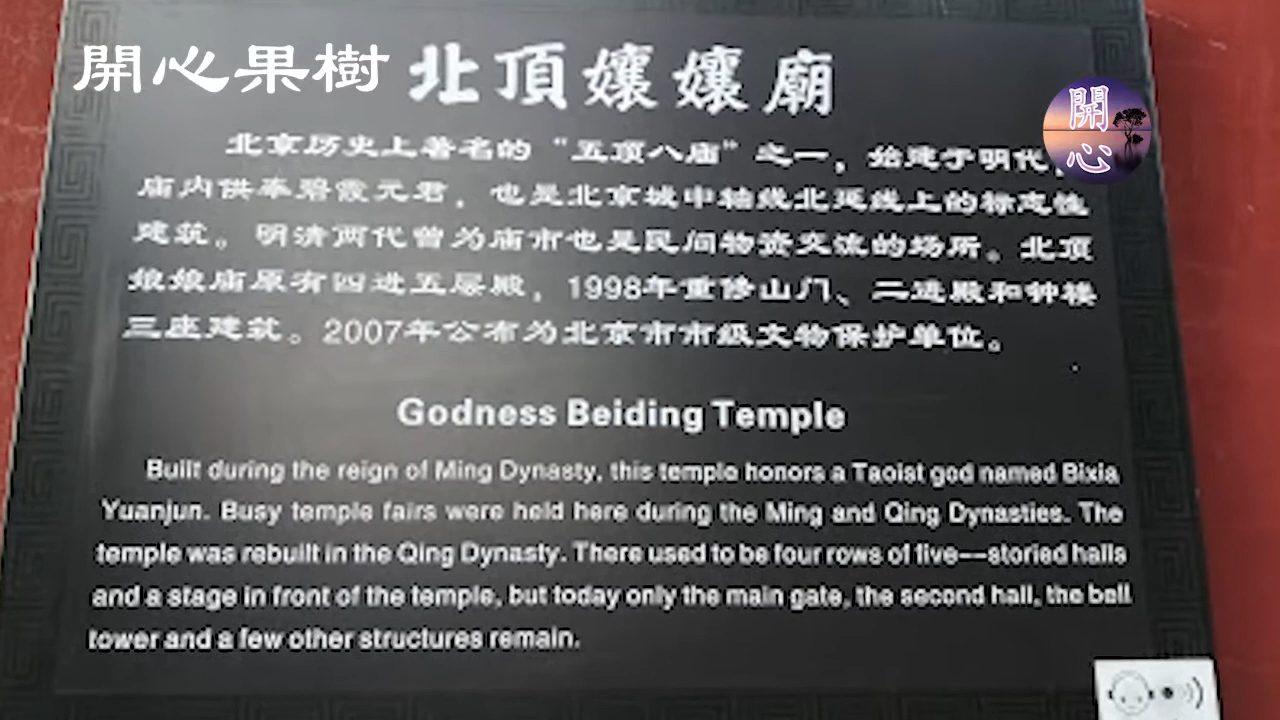 開心果樹
北頂孃孃廟
開心
北京历史上著名的“五顶八庙”之一，始建于明代，
庙内供奉碧霞元君，也是北京城中轴线北延线上的标志性
建筑。明清两代曾为庙市也是民间物资交流的场所。北顶
娘娘庙原有四进五层殿，1998年重修山门、二进殿和钟楼
三座建筑。2007年公布为北京市市级文物保护单位。
Godness Beiding Temple
Built during the reign of Ming Dynasty, this temple honors a Taoist god named Bixia
Yuanjun. Busy temple fairs were held here during the Ming and Qing Dynasties. The
temple was rebuilt in the Qing Dynasty. There used to be four rows of five——storied halls
and a stage in front of the temple, but today only the main gate, the second hall, the bell
tower and a few other structures remain.